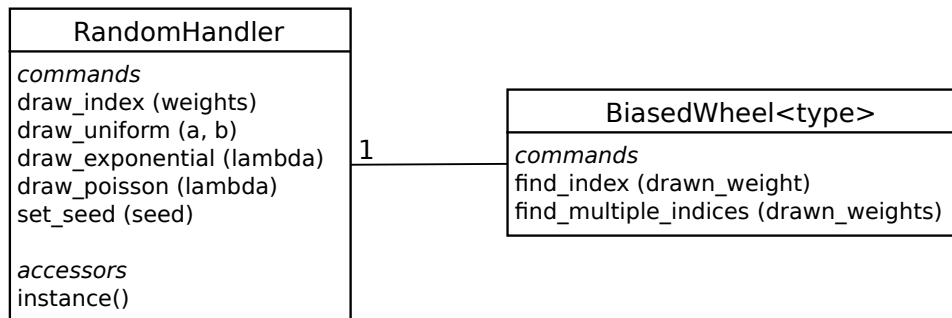 RandomHandler
commands
draw_index (weights)
draw_uniform (a, b)
draw_exponential (lambda)
draw_poisson (lambda)
set_seed (seed)
accessors
instance()
1
BiasedWheel<type>
commands
find_index (drawn_weight)
find_multiple_indices (drawn_weights)